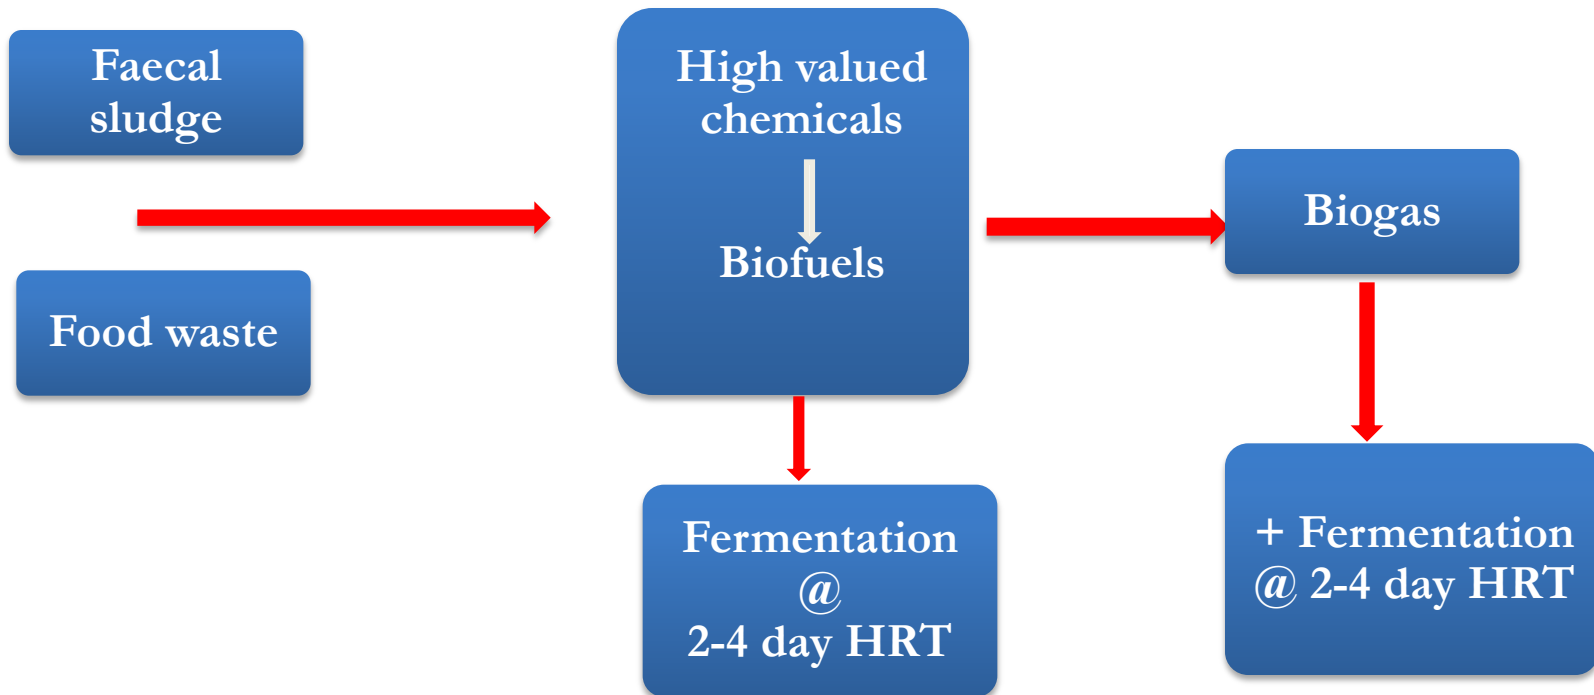 Faecal
sludge
Food waste
High valued
chemicals
Biofuels
Fermentation
@
2-4 day HRT
Biogas
+ Fermentation
@ 2-4 day HRT